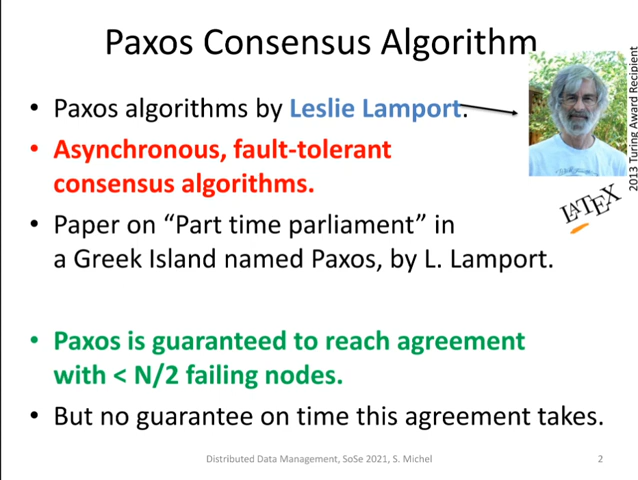 Paxos Consensus Algorithm
• Paxos algorithms by Leslie Lamport.
• Asynchronous, fault-tolerant
consensus algorithms.
• Paper on “Part time parliament” in
a Greek Island named Paxos, by L. Lamport.
• Paxos is guaranteed to reach agreement
with < N/2 failing nodes.
• But no guarantee on time this agreement takes.
2013 Turing Award Recipient
LATEX
Distributed Data Management, SoSe 2021, S. Michel
2